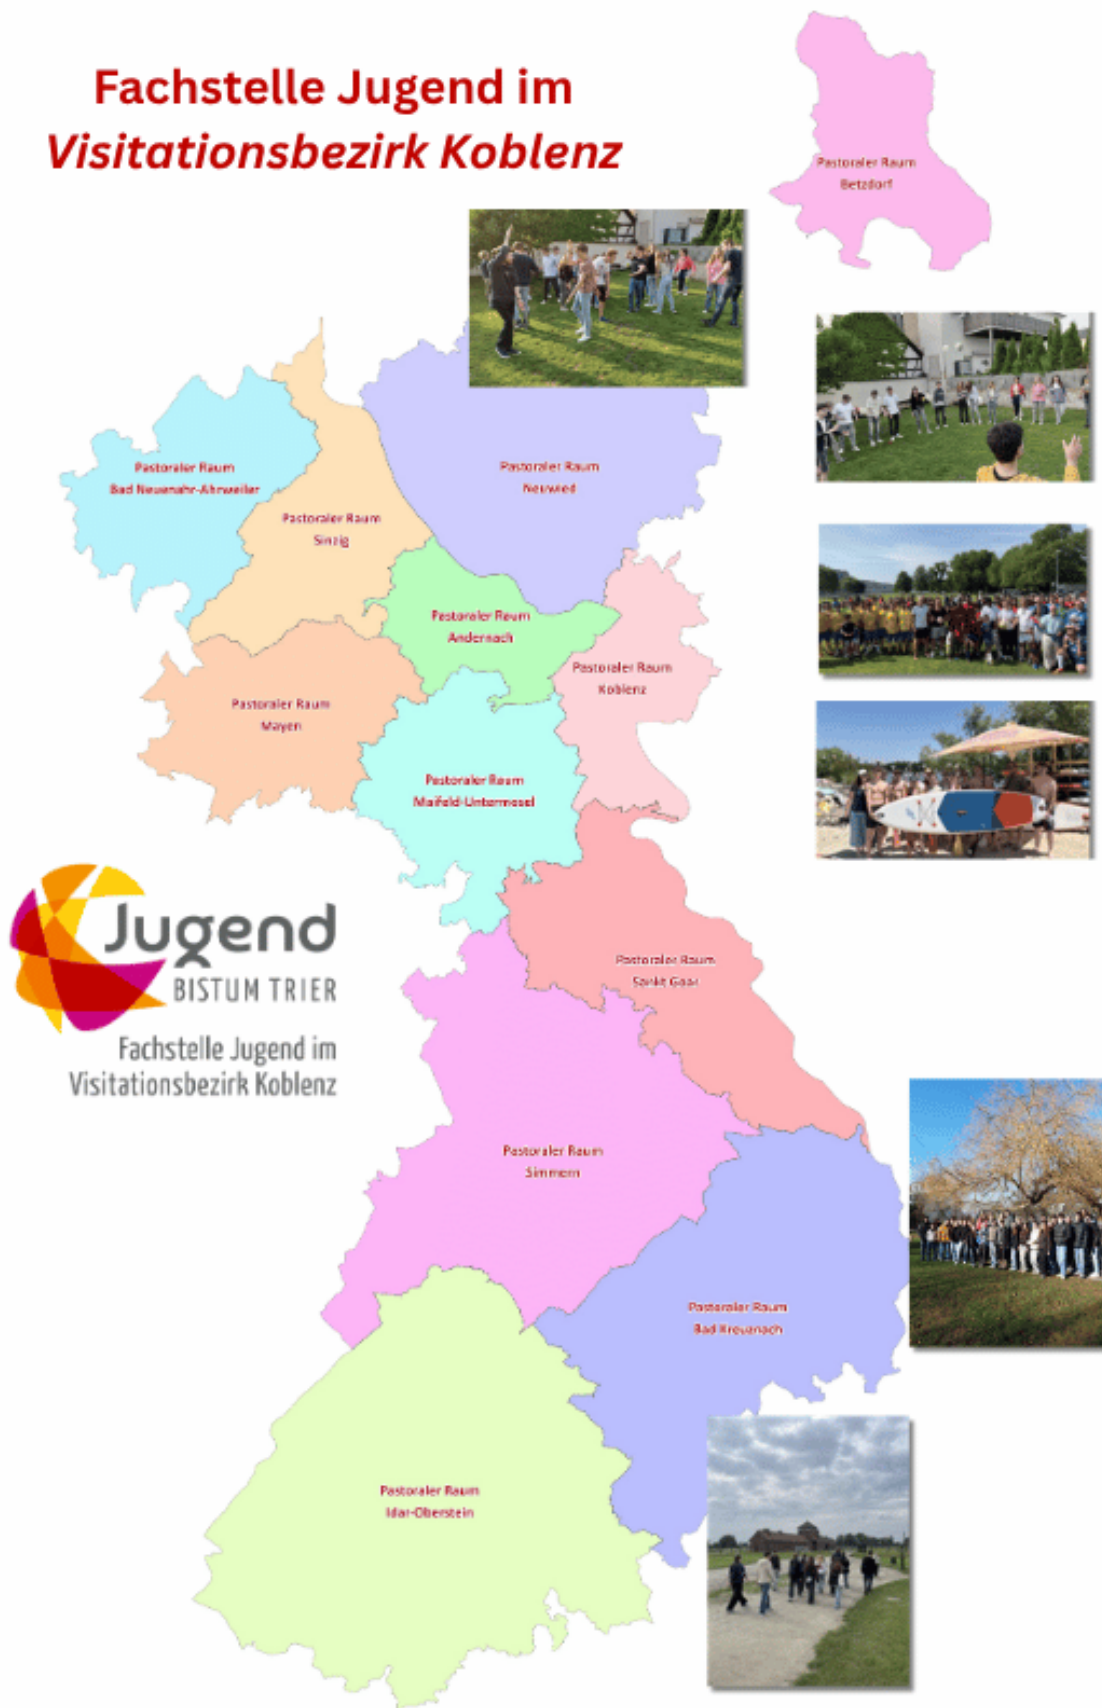 Fachstelle Jugend im
Visitationsbezirk Koblenz
Pastoraler Raum
Betzdorf
Pastoraler Raum
Bad Neuenahr-Ahrweiler
Pastoraler Raum
Neuwied
Pastoraler Raum
Sinzig
Pastoraler Raum
Andernach
Pastoraler Raum
Koblenz
Pastoraler Raum
Mayen
Pastoraler Raum
Maifeld-Untermosel
Jugend
BISTUM TRIER
Fachstelle Jugend im
Visitationsbezirk Koblenz
Pastoraler Raum
Sankt Goar
Pastoraler Raum
Simmern
Pastoraler Raum
Bad Kreuznach
Pastoraler Raum
Idar-Oberstein